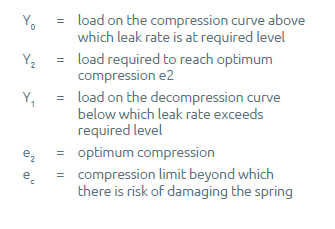 Y₀ = load on the compression curve above
which leak rate is at required level
Y₂ = load required to reach optimum
compression e2
Y₁ = load on the decompression curve
below which leak rate exceeds
required level
e₂ = optimum compression
e꜀ = compression limit beyond which
there is risk of damaging the spring